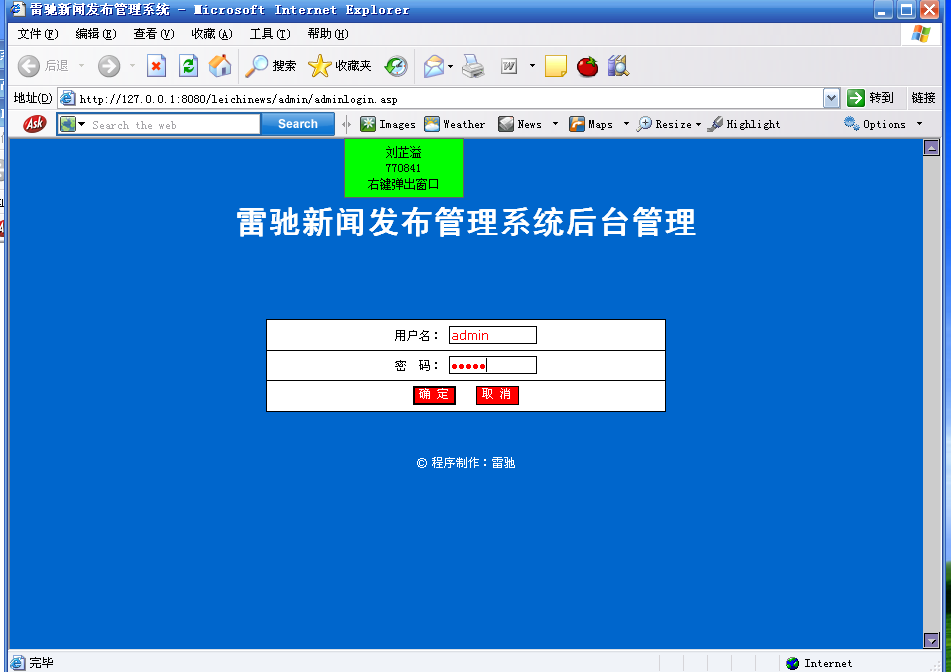 雷驰新闻发布管理系统 - Microsoft Internet Explorer
文件(F) 编辑(E) 查看(V) 收藏(A) 工具(T) 帮助(H)
后退 搜索 收藏夹
地址(D) http://127.0.0.1:8080/leichinews/admin/adminlogin.asp 转到 链接
Ask Search the web Search Images Weather News Maps Resize Highlight Options
刘芷溢
770841
右键弹出窗口
雷驰新闻发布管理系统后台管理
用户名： admin
密 码： •••••
确 定 取 消
© 程序制作：雷驰
完毕 Internet